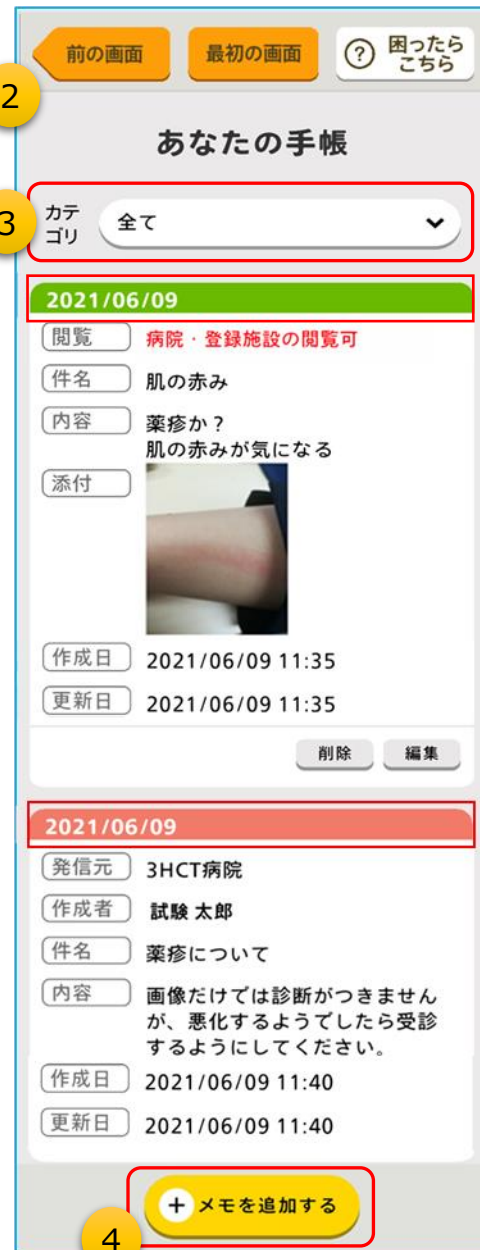 前の画面
最初の画面
? 困ったら
こちら
2
あなたの手帳
3
カテ
ゴリ
全て
2021/06/09
閲覧 病院・登録施設の閲覧可
件名 肌の赤み
内容 薬疹か？
肌の赤みが気になる
添付
作成日 2021/06/09 11:35
更新日 2021/06/09 11:35
削除 編集
2021/06/09
発信元 3HCT病院
作成者 試験 太郎
件名 薬疹について
内容 画像だけでは診断がつきません
が、悪化するようでしたら受診
するようにしてください。
作成日 2021/06/09 11:40
更新日 2021/06/09 11:40
+ メモを追加する
4